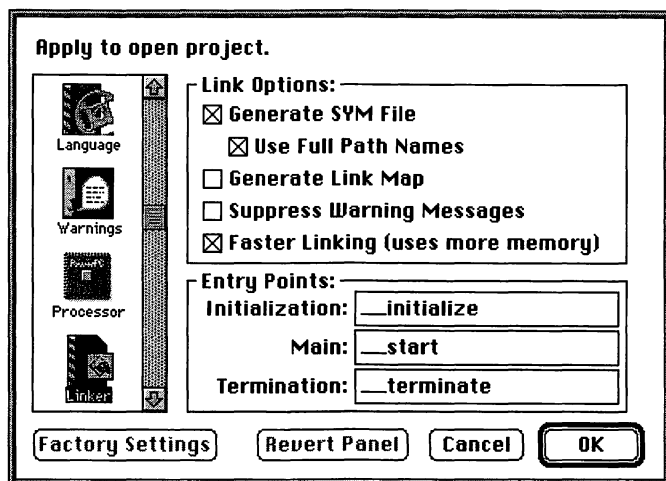 Apply to open project.
Language
Warnings
Processor
Linker
Link Options:
Generate SYM File
Use Full Path Names
Generate Link Map
Suppress Warning Messages
Faster Linking (uses more memory)
Entry Points:
Initialization: __initialize
Main: __start
Termination: __terminate
Factory Settings Revert Panel Cancel OK